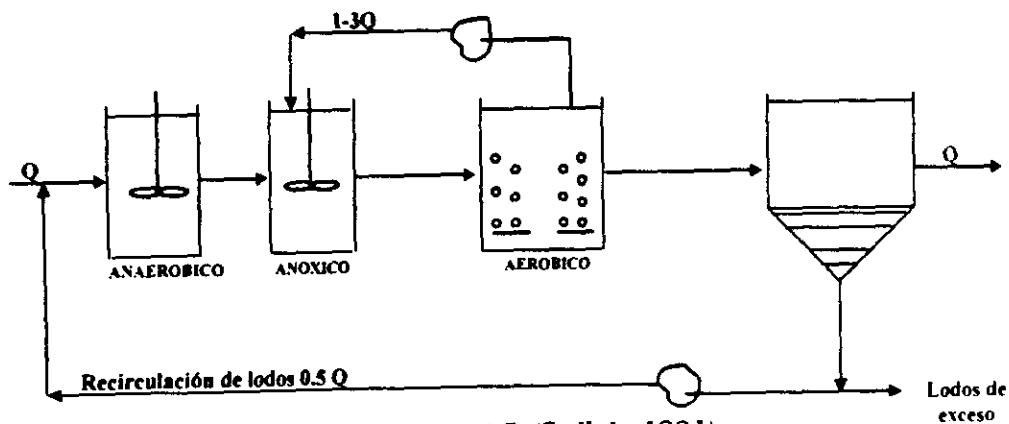 1-3Q
Q
Q
ANAEROBICO
ANOXICO
AEROBICO
Recirculación de lodos 0.5 Q
Lodos de
exceso